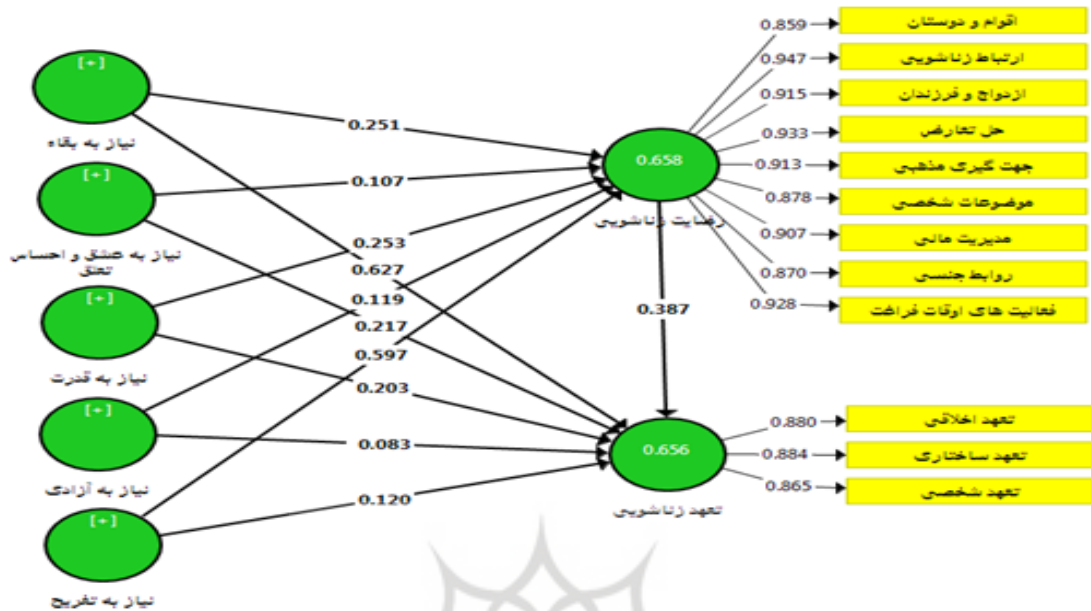 [+]
نیاز به بقاء
[+]
نیاز به عشق و احساس
تعلق
[+]
نیاز به قدرت
[+]
نیاز به آزادی
[+]
نیاز به تفریح
0.251
0.107
0.253
0.627
0.119
0.217
0.597
0.203
0.083
0.120
0.658
رضایت زناشویی
0.387
0.656
تعهد زناشویی
0.859
اقوام و دوستان
0.947
ارتباط زناشویی
0.915
ازدواج و فرزندان
0.933
حل تعارض
0.913
جهت گیری مذهبی
0.878
موضوعات شخصی
0.907
مدیریت مالی
0.870
روابط جنسی
0.928
فعالیت های اوقات فراغت
0.880
تعهد اخلاقی
0.884
تعهد ساختاری
0.865
تعهد شخصی